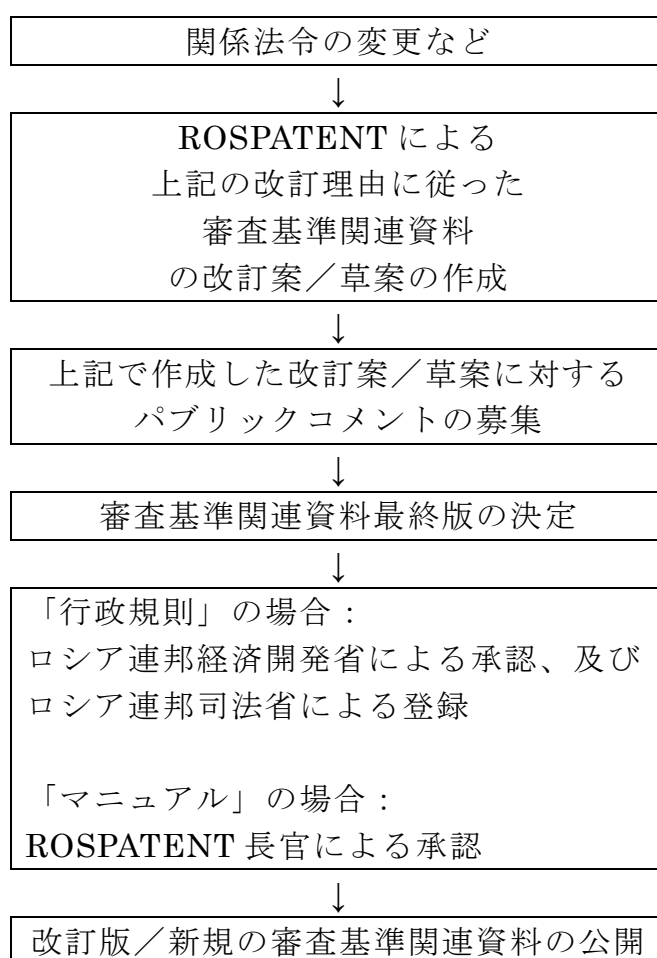 関係法令の変更など
↓
ROSPATENT による
上記の改訂理由に従った
審査基準関連資料
の改訂案／草案の作成
↓
上記で作成した改訂案／草案に対する
パブリックコメントの募集
↓
審査基準関連資料最終版の決定
↓
「行政規則」の場合：
ロシア連邦経済開発省による承認、及び
ロシア連邦司法省による登録
「マニュアル」の場合：
ROSPATENT 長官による承認
↓
改訂版／新規の審査基準関連資料の公開